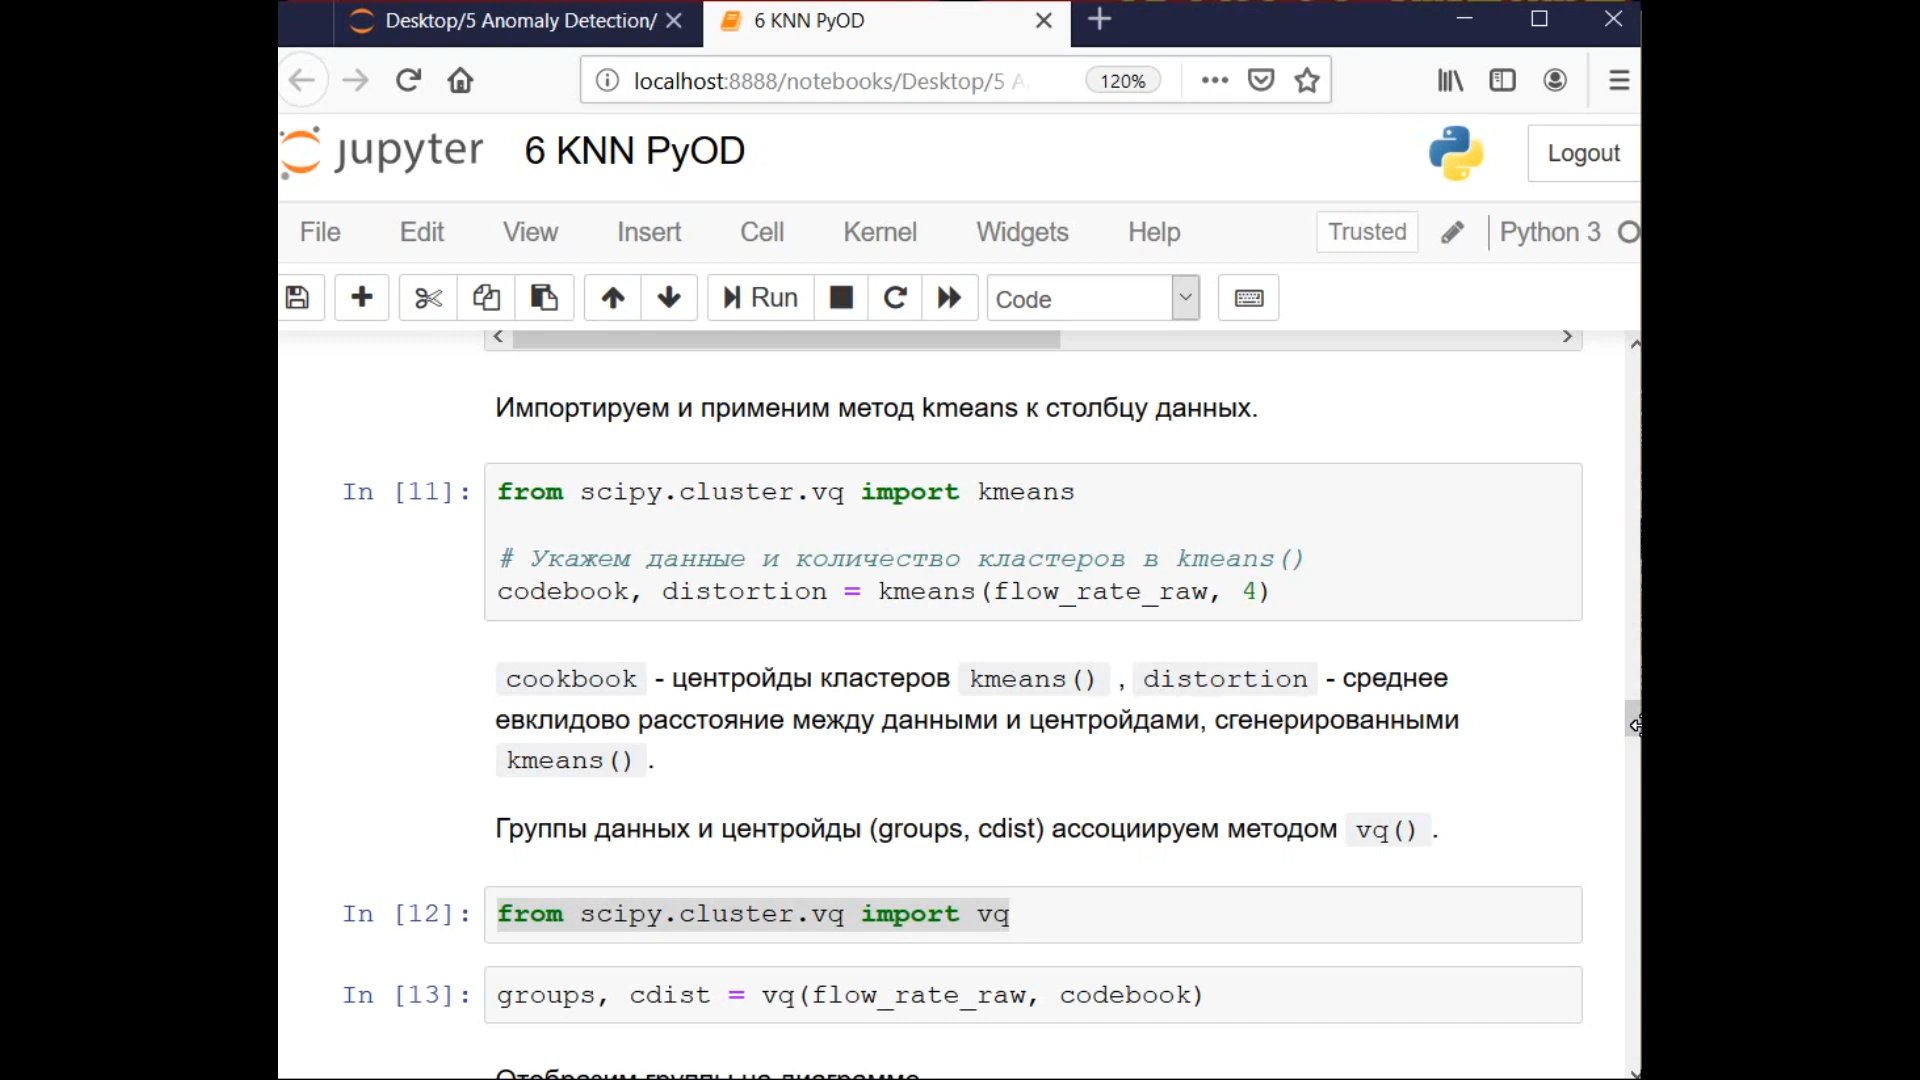 Desktop/5 Anomaly Detection/
6 KNN PyOD
localhost:8888/notebooks/Desktop/5 A
120%
jupyter
6 KNN PyOD
Logout
File Edit View Insert Cell Kernel Widgets Help Trusted Python 3
Run Code
Импортируем и применим метод kmeans к столбцу данных.
In [11]: from scipy.cluster.vq import kmeans
# Укажем данные и количество кластеров в kmeans()
codebook, distortion = kmeans(flow_rate_raw, 4)
cookbook - центройды кластеров kmeans() , distortion - среднее
евклидово расстояние между данными и центройдами, сгенерированными
kmeans() .
Группы данных и центройды (groups, cdist) ассоциируем методом vq() .
In [12]: from scipy.cluster.vq import vq
In [13]: groups, cdist = vq(flow_rate_raw, codebook)
Отобразим группы на диаграмме